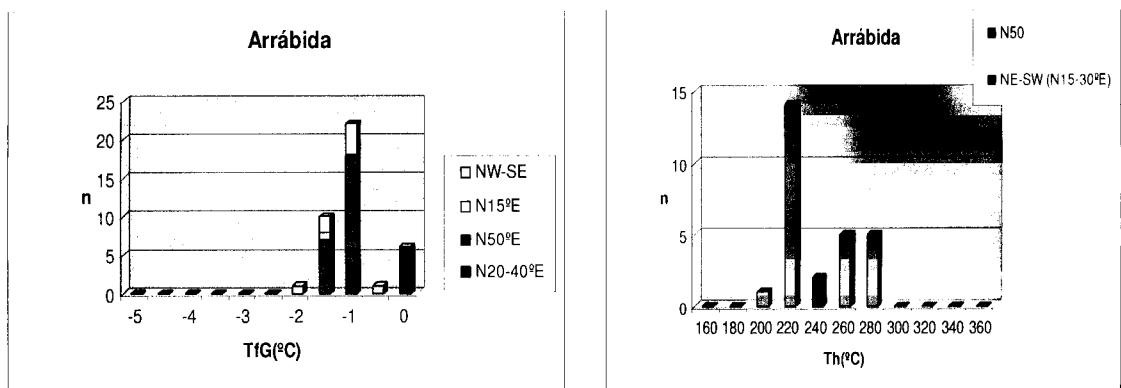 Arrábida
25
20
15
10
5
0
n
-5 -4 -3 -2 -1 0
TfG(ºC)
NW-SE
N15ºE
N50ºE
N20-40ºE
Arrábida
N50
NE-SW (N15-30ºE)
15
10
5
0
n
160 180 200 220 240 260 280 300 320 340 360
Th(ºC)